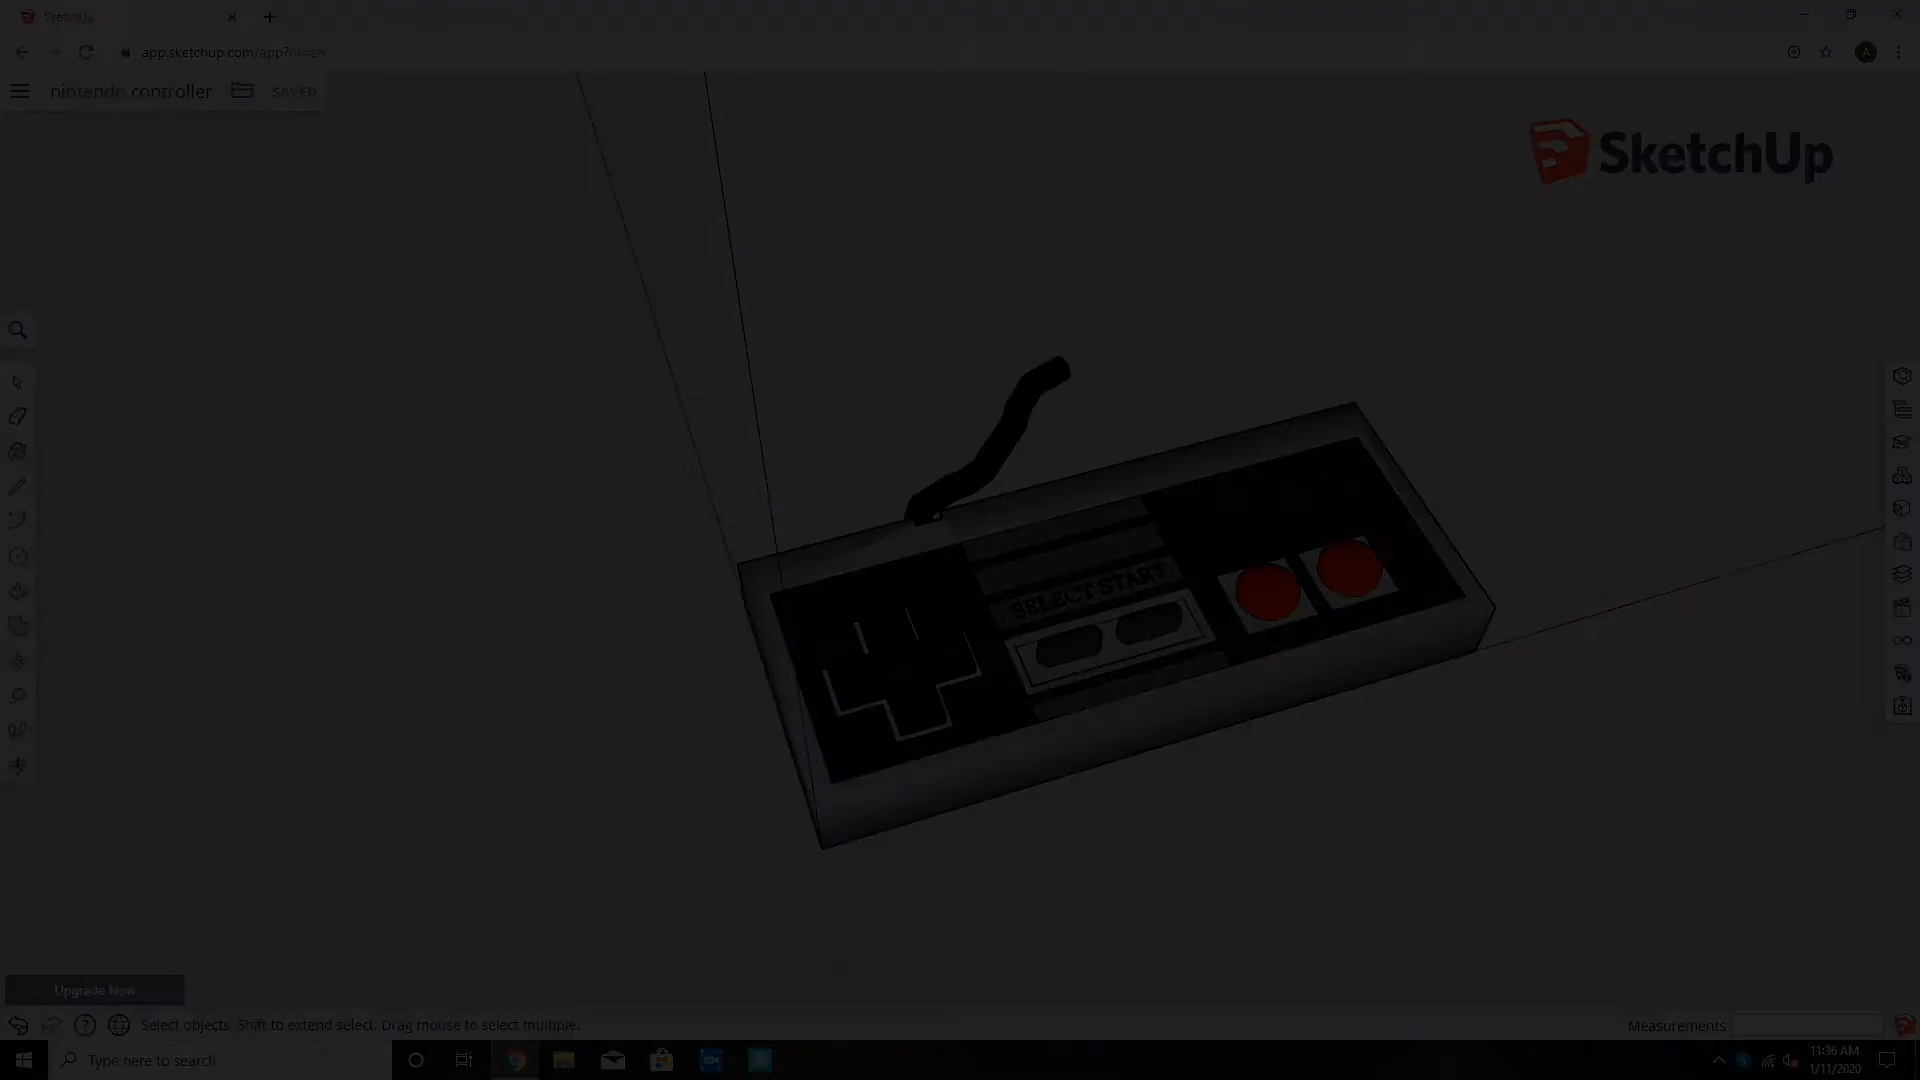 SketchUp
app.sketchup.com/app?hl=en
nintendo controller SAVED
SketchUp
SELECT START
Upgrade Now
Select objects. Shift to extend select. Drag mouse to select multiple.
Measurements
Type here to search
11:36 AM
1/11/2020